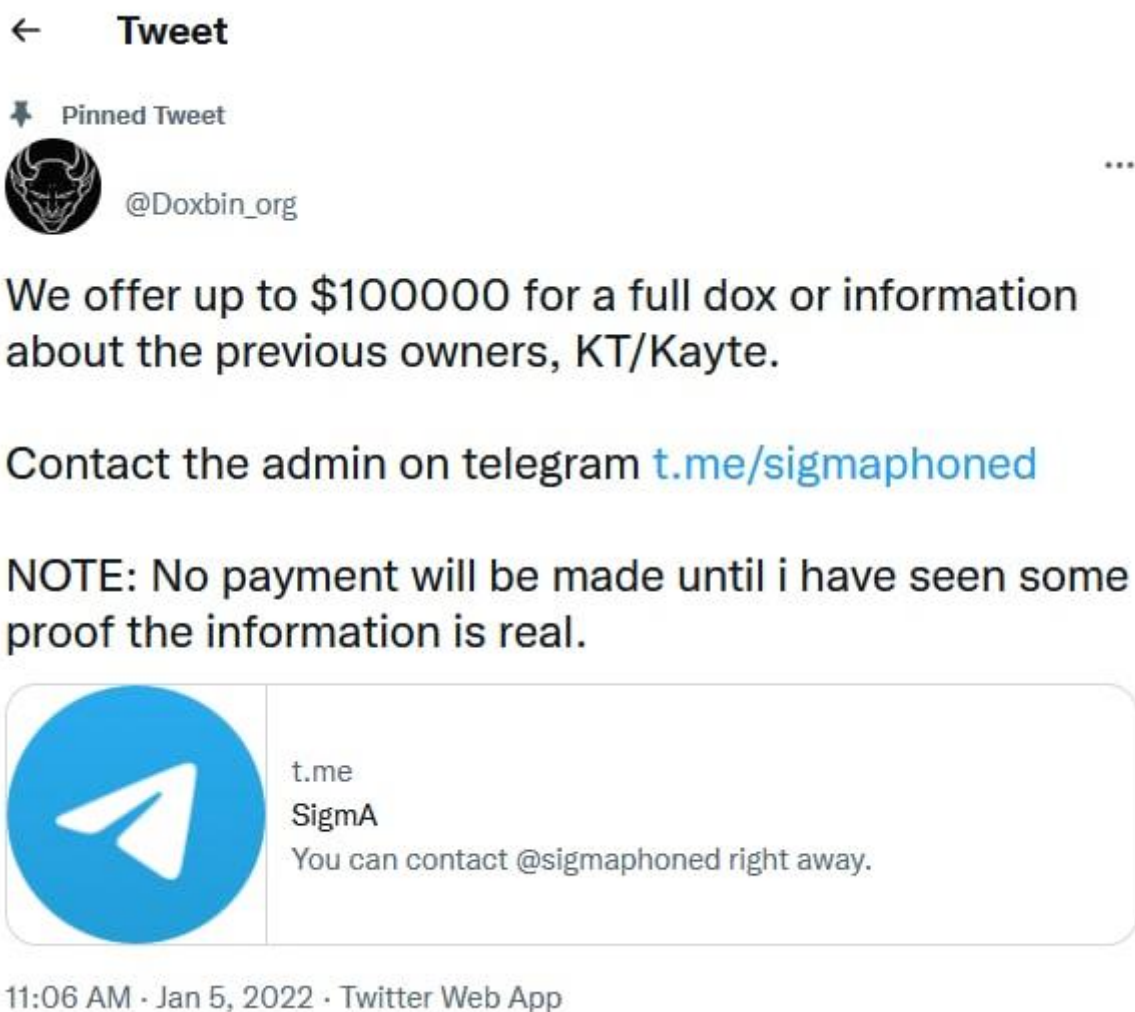 Tweet
Pinned Tweet
@Doxbin_org
We offer up to $100000 for a full dox or information
about the previous owners, KT/Kayte.
Contact the admin on telegram t.me/sigmaphoned
NOTE: No payment will be made until i have seen some
proof the information is real.
t.me
SigmA
You can contact @sigmaphoned right away.
11:06 AM · Jan 5, 2022 · Twitter Web App